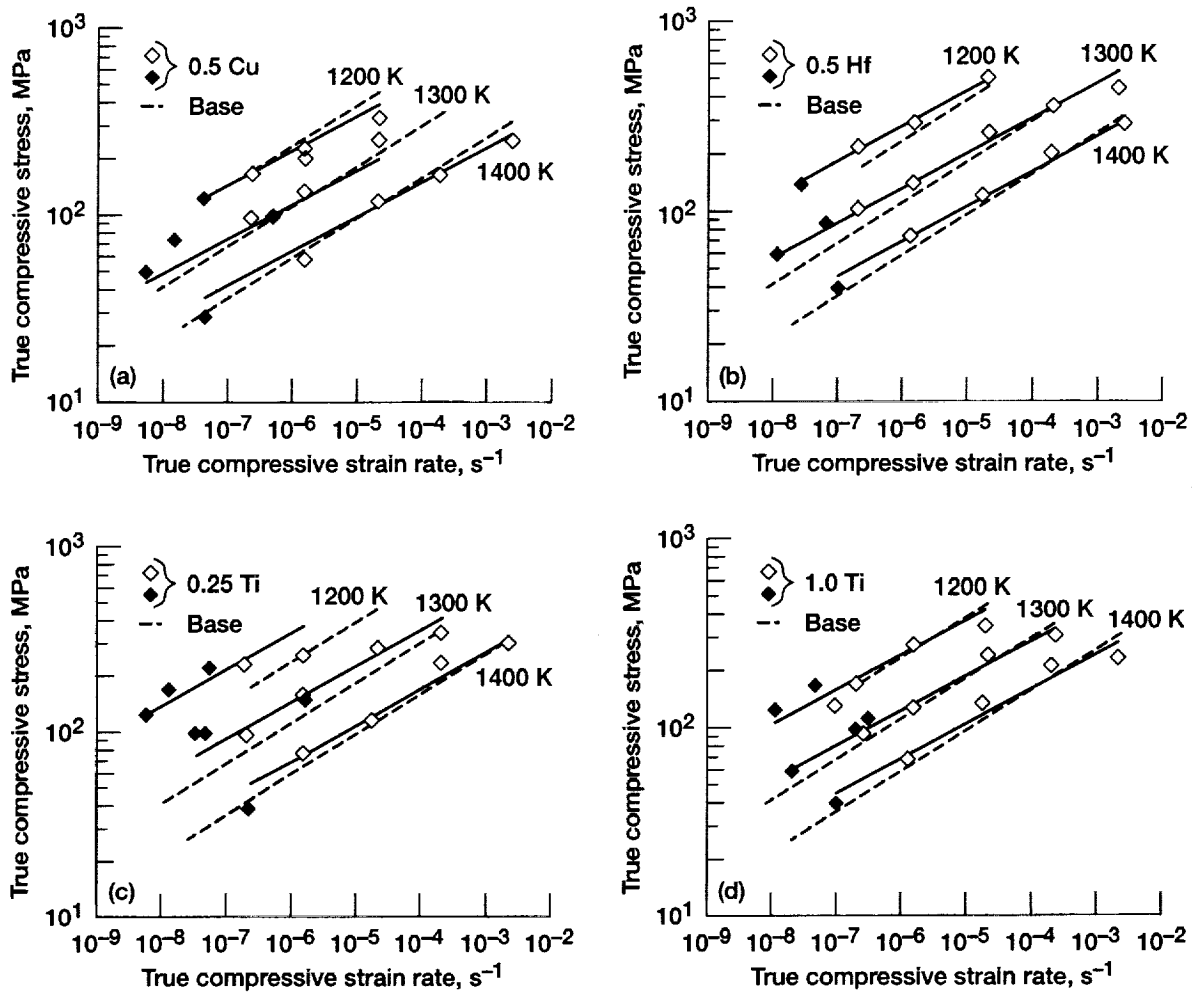 10³
10²
10¹
True compressive stress, MPa
0.5 Cu
Base
1200 K
1300 K
1400 K
(a)
10⁻⁹ 10⁻⁸ 10⁻⁷ 10⁻⁶ 10⁻⁵ 10⁻⁴ 10⁻³ 10⁻²
True compressive strain rate, s⁻¹
10³
10²
10¹
True compressive stress, MPa
0.5 Hf
Base
1200 K
1300 K
1400 K
(b)
10⁻⁹ 10⁻⁸ 10⁻⁷ 10⁻⁶ 10⁻⁵ 10⁻⁴ 10⁻³ 10⁻²
True compressive strain rate, s⁻¹
10³
10²
10¹
True compressive stress, MPa
0.25 Ti
Base
1200 K
1300 K
1400 K
(c)
10⁻⁹ 10⁻⁸ 10⁻⁷ 10⁻⁶ 10⁻⁵ 10⁻⁴ 10⁻³ 10⁻²
True compressive strain rate, s⁻¹
10³
10²
10¹
True compressive stress, MPa
1.0 Ti
Base
1200 K
1300 K
1400 K
(d)
10⁻⁹ 10⁻⁸ 10⁻⁷ 10⁻⁶ 10⁻⁵ 10⁻⁴ 10⁻³ 10⁻²
True compressive strain rate, s⁻¹